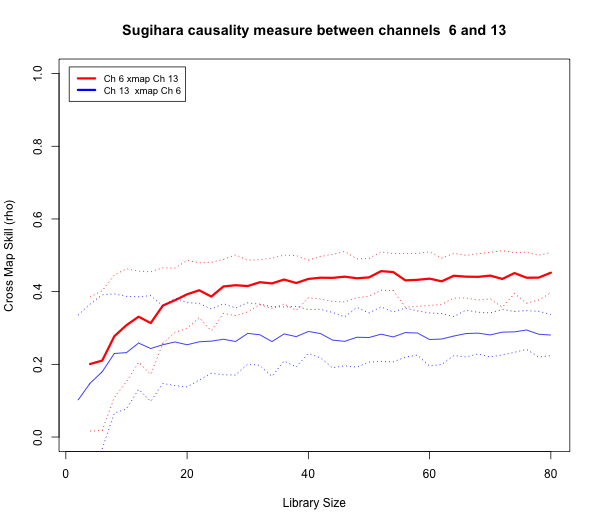 Sugihara causality measure between channels  6 and 13
Ch 6 xmap Ch 13
Ch 13  xmap Ch 6
Cross Map Skill (rho)
1.0
0.8
0.6
0.4
0.2
0.0
0 20 40 60 80
Library Size